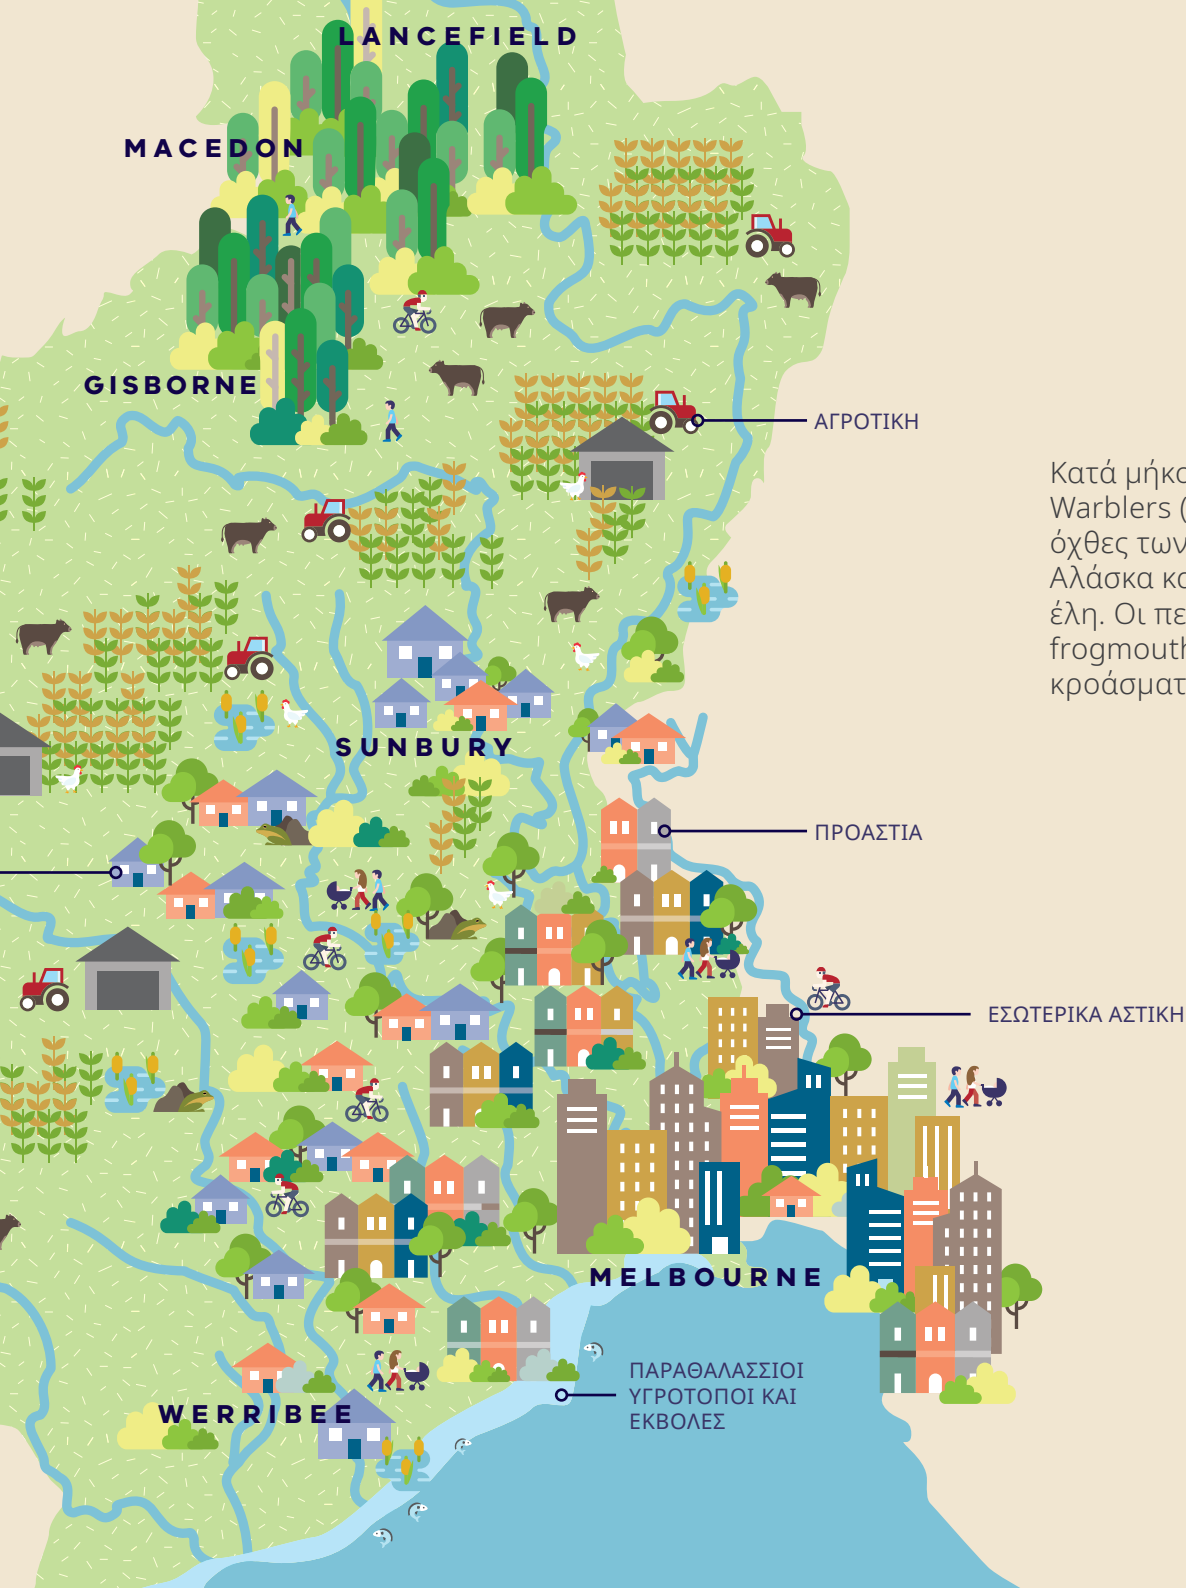 LANCEFIELD
MACEDON
GISBORNE
ΑΓΡΟΤΙΚΗ
Κατά μήκο
Warblers (
όχθες των
Αλάσκα κα
έλη. Οι πε
frogmouth
κροάσματ
SUNBURY
ΠΡΟΑΣΤΙΑ
ΕΣΩΤΕΡΙΚΑ ΑΣΤΙΚΗ
MELBOURNE
ΠΑΡΑΘΑΛΑΣΣΙΟΙ
ΥΓΡΟΤΟΠΟΙ ΚΑΙ
ΕΚΒΟΛΕΣ
WERRIBEE